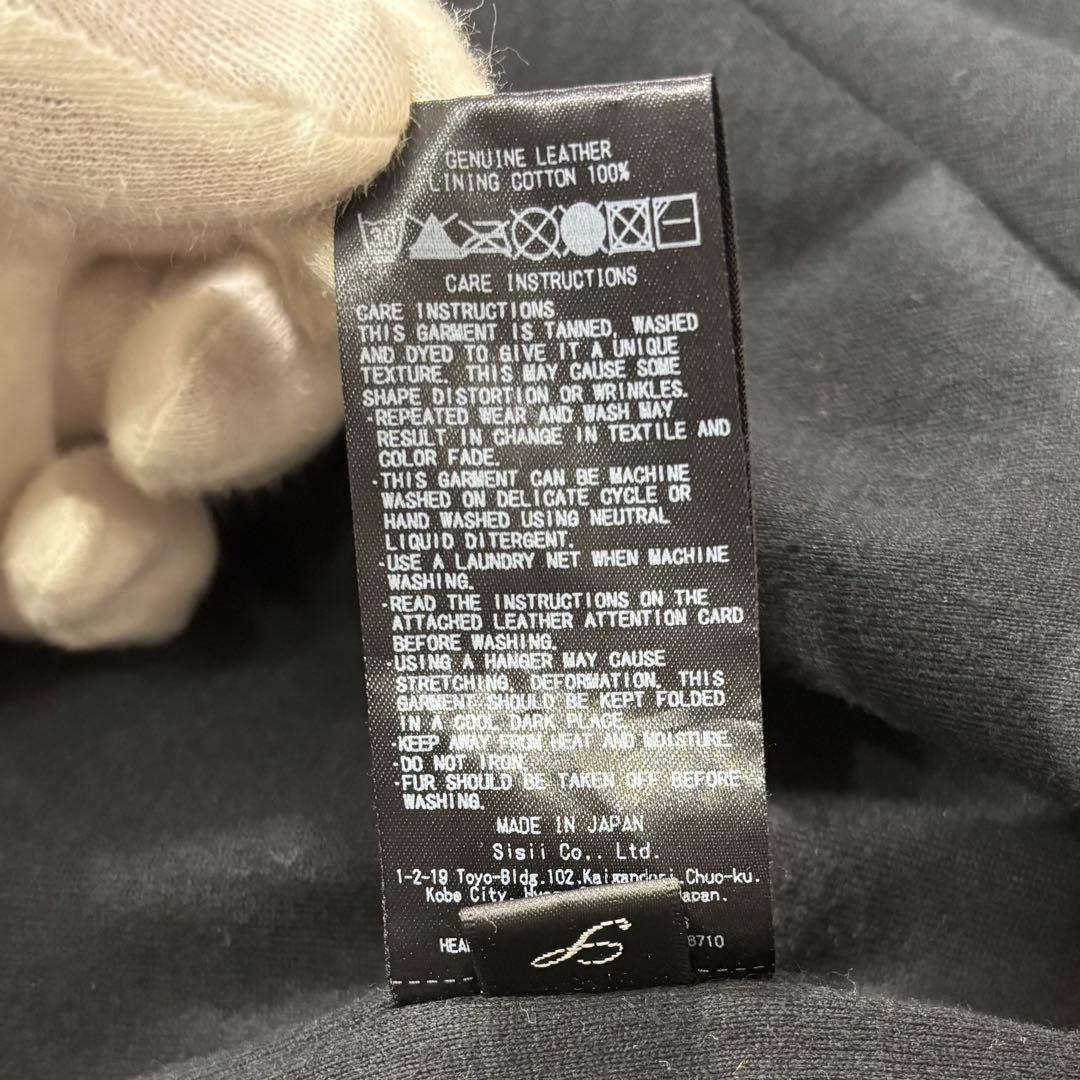 GENUINE LEATHER
LINING COTTON 100%
CARE INSTRUCTIONS
CARE INSTRUCTIONS
THIS GARMENT IS TANNED, WASHED
AND DYED TO GIVE IT A UNIQUE
TEXTURE. THIS MAY CAUSE SOME
SHAPE DISTORTION OR WRINKLES.
REPEATED WEAR AND WASH MAY
RESULT IN CHANGE IN TEXTILE AND
COLOR FADE.
·THIS GARMENT CAN BE MACHINE
WASHED ON DELICATE CYCLE OR
HAND WASHED USING NEUTRAL
LIQUID DITERGENT.
·USE A LAUNDRY NET WHEN MACHINE
WASHING.
·READ THE INSTRUCTIONS ON THE
ATTACHED LEATHER ATTENTION CARD
BEFORE WASHING.
·USING A HANGER MAY CAUSE
STRETCHING, DEFORMATION. THIS
GARMENT SHOULD BE KEPT FOLDED
IN A COOL DARK PLACE
·KEEP AWAY FROM HEAT AND MOISTURE
·DO NOT IRON.
·FUR SHOULD BE TAKEN OFF BEFORE
WASHING.
MADE IN JAPAN
Sisii Co., Ltd.
1-2-19 Toyo-Bldg.102,Kaigandori,Chuo-ku.
Kobe City,
8710
S